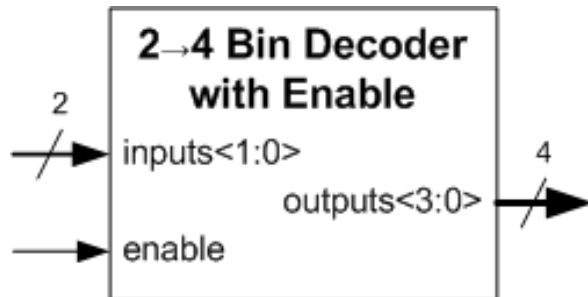 2→4 Bin Decoder
with Enable
2
inputs<1:0>
4
outputs<3:0>
enable